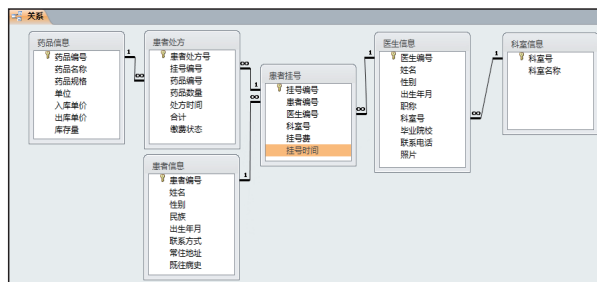 关系
药品信息
药品编号
药品名称
药品规格
单位
入库单价
出库单价
库存量
患者处方
患者处方号
挂号编号
药品编号
药品数量
处方时间
合计
缴费状态
患者信息
患者编号
姓名
性别
民族
出生年月
联系方式
常住地址
既往病史
患者挂号
挂号编号
患者编号
医生编号
科室号
挂号费
挂号时间
医生信息
医生编号
姓名
性别
出生年月
职称
科室号
毕业院校
联系电话
照片
科室信息
科室号
科室名称
1
∞
∞
1
∞
1
1
∞
1
∞